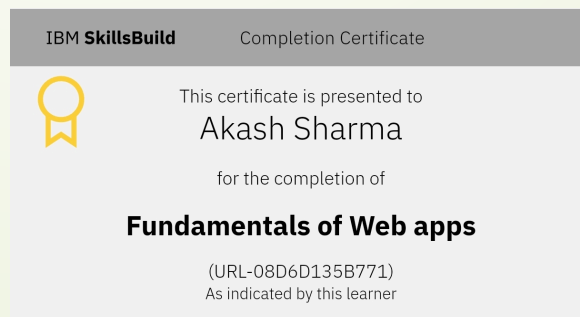 IBM SkillsBuild Completion Certificate
This certificate is presented to
Akash Sharma
for the completion of
Fundamentals of Web apps
(URL-08D6D135B771)
As indicated by this learner